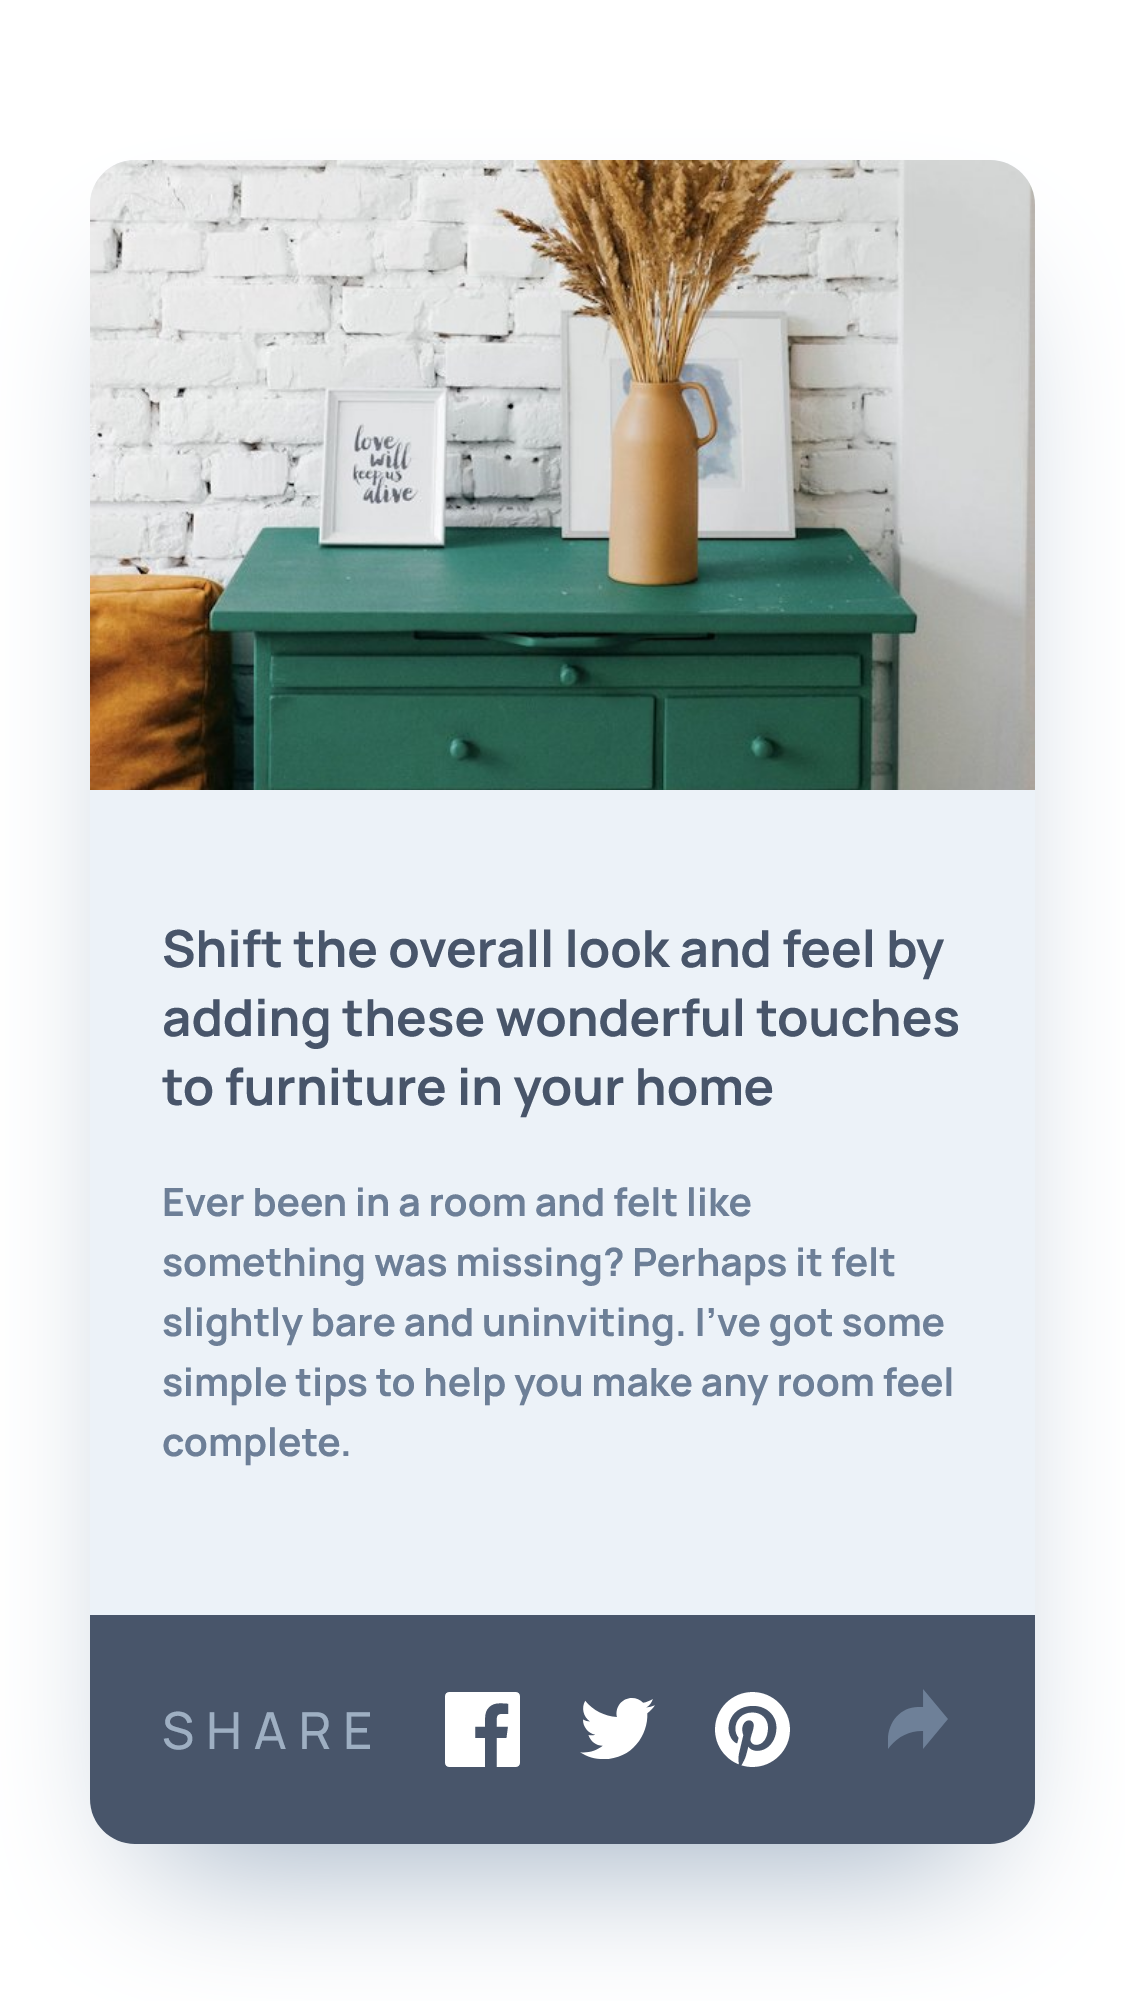 love
will
keep us
alive
Shift the overall look and feel by
adding these wonderful touches
to furniture in your home
Ever been in a room and felt like
something was missing? Perhaps it felt
slightly bare and uninviting. I’ve got some
simple tips to help you make any room feel
complete.
SHARE